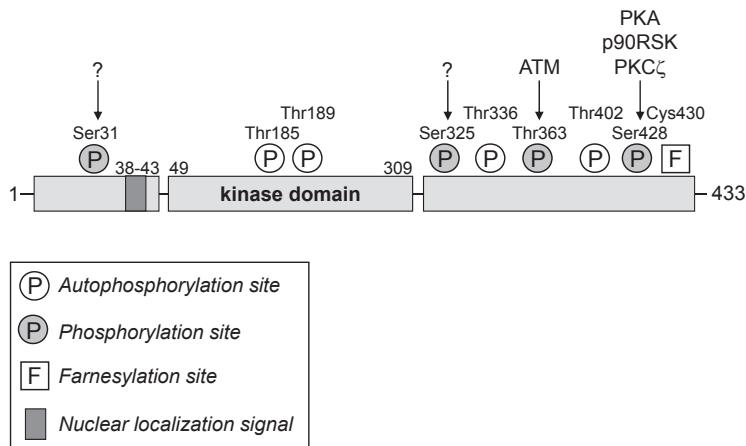 PKA
p90RSK
PKCζ
? ? ATM
Thr189 Thr336 Thr402 Cys430
Ser31 Thr185 Ser325 Thr363 Ser428
P P P P P P P P F
38-43 49 309
1 kinase domain 433
P Autophosphorylation site
P Phosphorylation site
F Farnesylation site
Nuclear localization signal